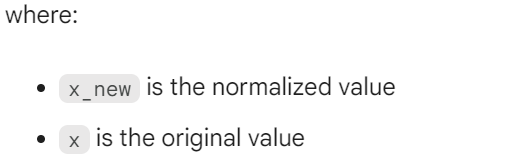 where:
• x_new is the normalized value
• x is the original value